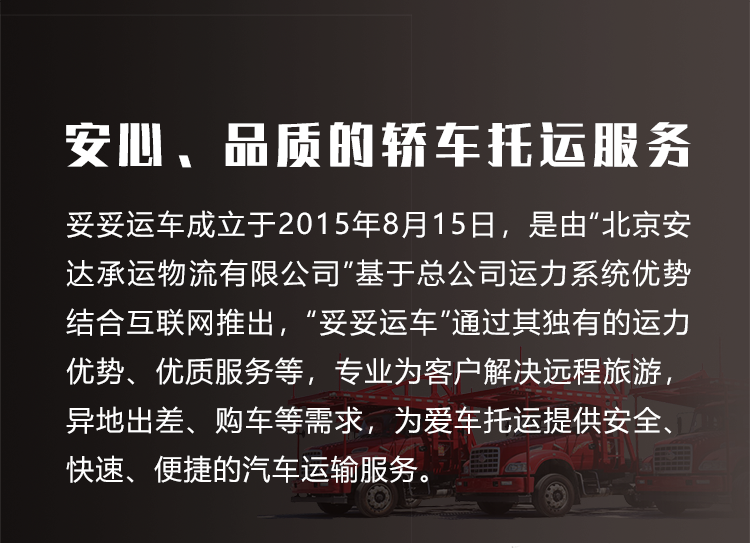 安心、品质的轿车托运服务
妥妥运车成立于2015年8月15日，是由“北京安
达承运物流有限公司”基于总公司运力系统优势
结合互联网推出，“妥妥运车”通过其独有的运力
优势、优质服务等，专业为客户解决远程旅游，
异地出差、购车等需求，为爱车托运提供安全、
快速、便捷的汽车运输服务。